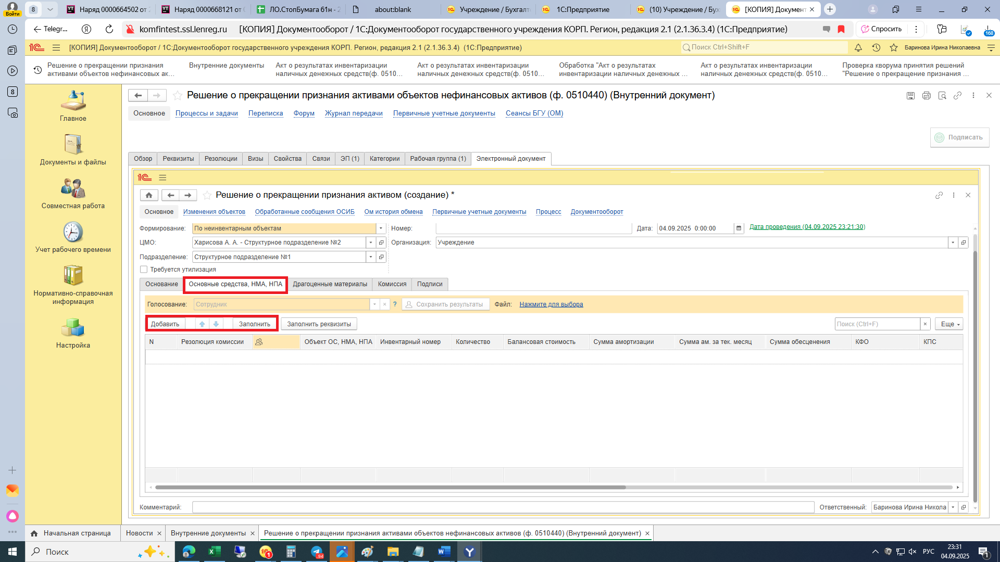 Войти
8
Наряд 0000664502 от
Наряд 0000668121 от
ЛО.СтопБумага 61н -
about:blank
Учреждение / Бухгалт
1С:Предприятие
(10) Учреждение / Бух
[КОПИЯ] Документ
Telegr...
komfintest.ssl.lenreg.ru
[КОПИЯ] Документооборот / 1С:Документооборот государственного учреждения КОРП. Регион, редакция 2.1 (2.1.36.3.4) (1С:Предприятие)
Спросить
168
[КОПИЯ] Документооборот / 1С:Документооборот государственного учреждения КОРП. Регион, редакция 2.1 (2.1.36.3.4) (1С:Предприятие)
Поиск Ctrl+Shift+F
Баринова Ирина Николаевна
8
Решение о прекращении признания
активами объектов нефинансовых ак...
Внутренние документы
Акт о результатах инвентаризации
наличных денежных средств(ф. 0510...
Акт о результатах инвентаризации
наличных денежных средств(ф. 0510...
Обработка "Акт о результатах
инвентаризации наличных денежных ...
Акт о результатах инвентаризации
наличных денежных средств(ф. 0510...
Проверка кворума принятия решений
"Решение о прекращение признания ...
Главное
Документы и файлы
Совместная работа
Учет рабочего времени
Нормативно-справочная
информация
Настройка
Решение о прекращении признания активами объектов нефинансовых активов (ф. 0510440) (Внутренний документ)
Основное
Процессы и задачи
Переписка
Форум
Журнал передачи
Первичные учетные документы
Сеансы БГУ (ОМ)
Подписать
Обзор
Реквизиты
Резолюции
Визы
Свойства
Связи
ЭП (1)
Категории
Рабочая группа (1)
Электронный документ
Решение о прекращении признания активом (создание) *
Основное
Изменения объектов
Обработанные сообщения ОСИБ
Ом история обмена
Первичные учетные документы
Процесс
Документооборот
Формирование: По неинвентарным объектам
Номер:
Дата: 04.09.2025 0:00:00
Дата проведения (04.09.2025 23:21:30)
ЦМО: Харисова А. А. - Структурное подразделение №2
Организация: Учреждение
Подразделение: Структурное подразделение №1
Требуется утилизация
Основание
Основные средства, НМА, НПА
Драгоценные материалы
Комиссия
Подписи
Голосование: Сотрудник
?
Сохранить результаты
Файл: Нажмите для выбора
Добавить
Заполнить
Заполнить реквизиты
Поиск (Ctrl+F)
Еще
N
Резолюция комиссии
Объект ОС, НМА, НПА
Инвентарный номер
Количество
Балансовая стоимость
Сумма амортизации
Сумма ам. за тек. месяц
Сумма обесценения
КФО
КПС
Комментарий:
Ответственный: Баринова Ирина Никола
Начальная страница
Новости
Внутренние документы
Решение о прекращении признания активами объектов нефинансовых активов (ф. 0510440) (Внутренний документ)
Поиск
1
94
РУС
23:31
04.09.2025
1